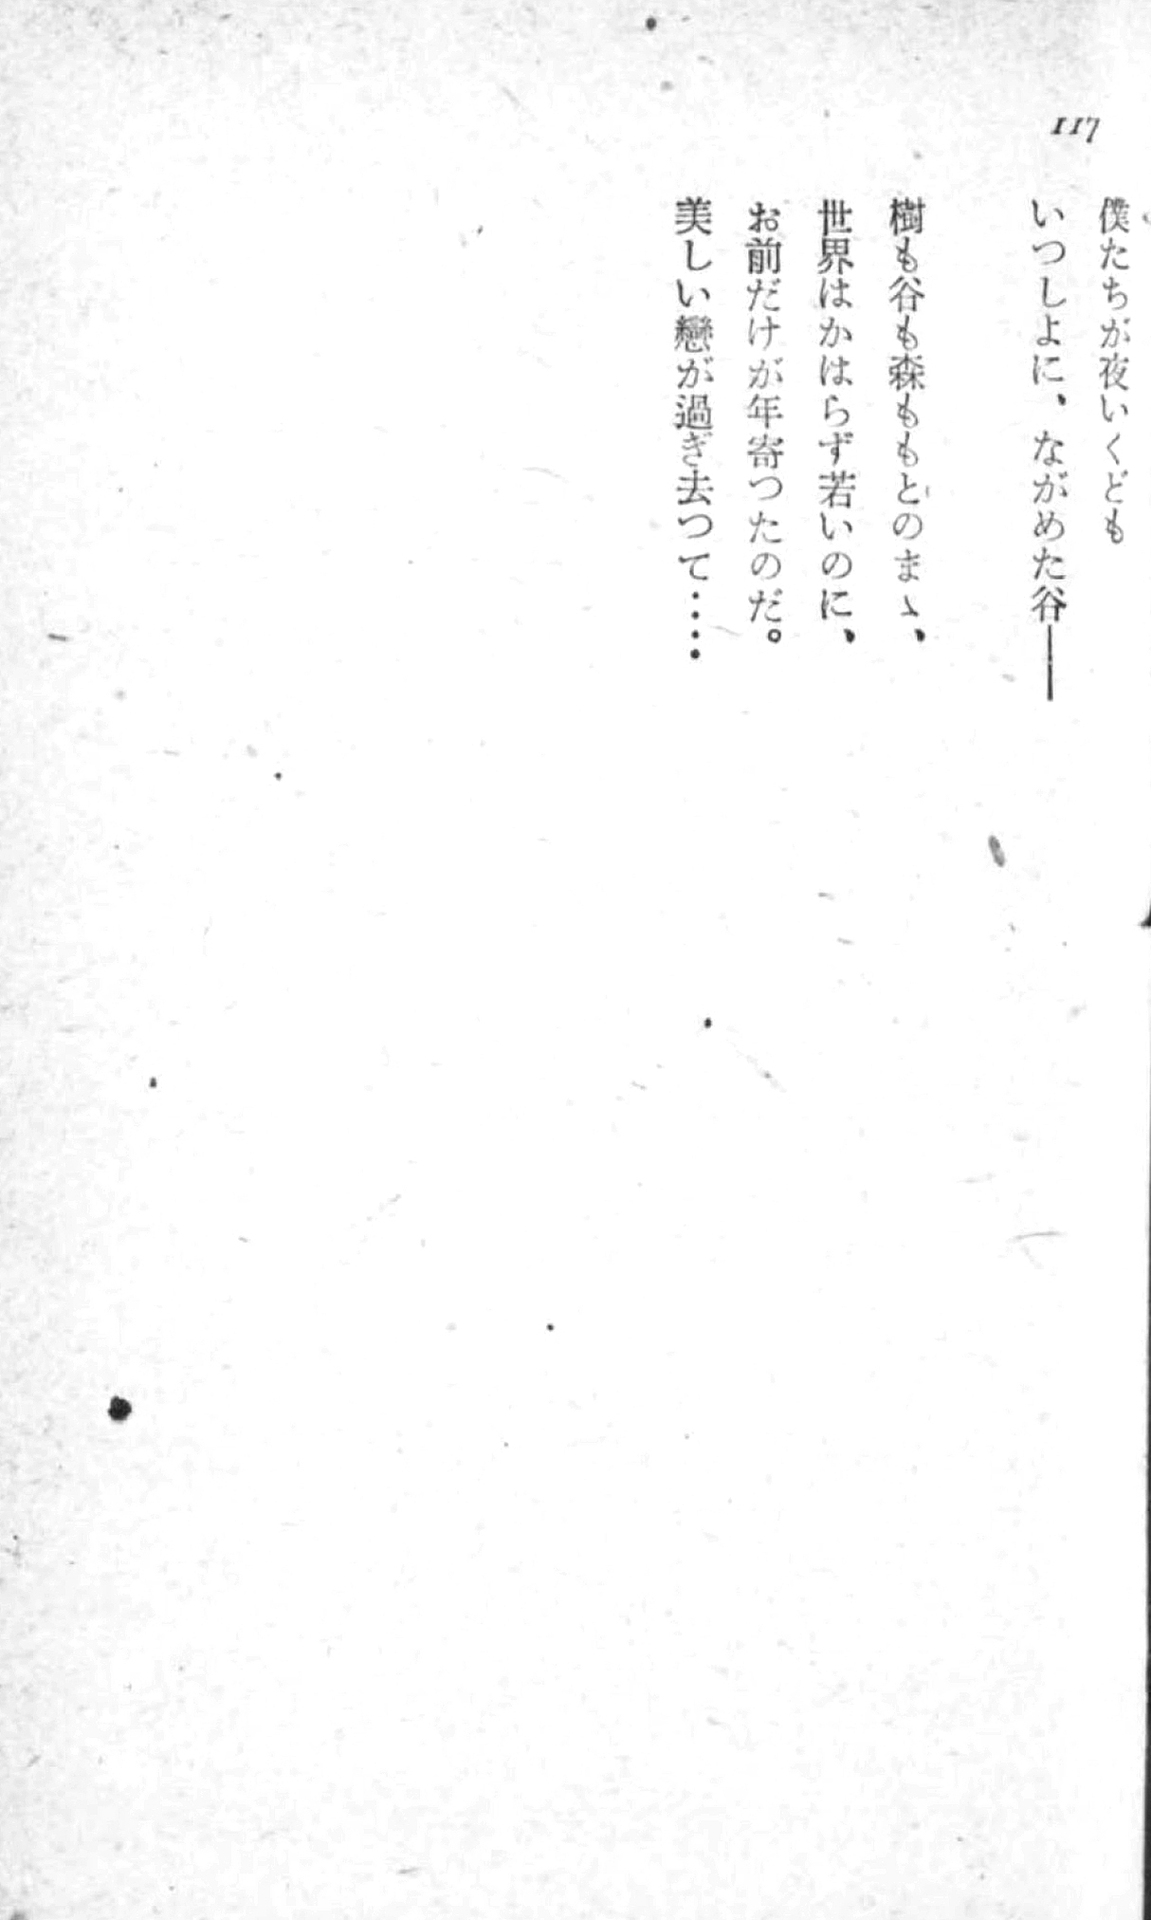 117
僕たちが夜いくども
いつしよに、ながめた谷——
樹も谷も森ももとのまゝ、
世界はかはらず若いのに、
お前だけが年寄つたのだ。
美しい戀が過ぎ去つて‥‥